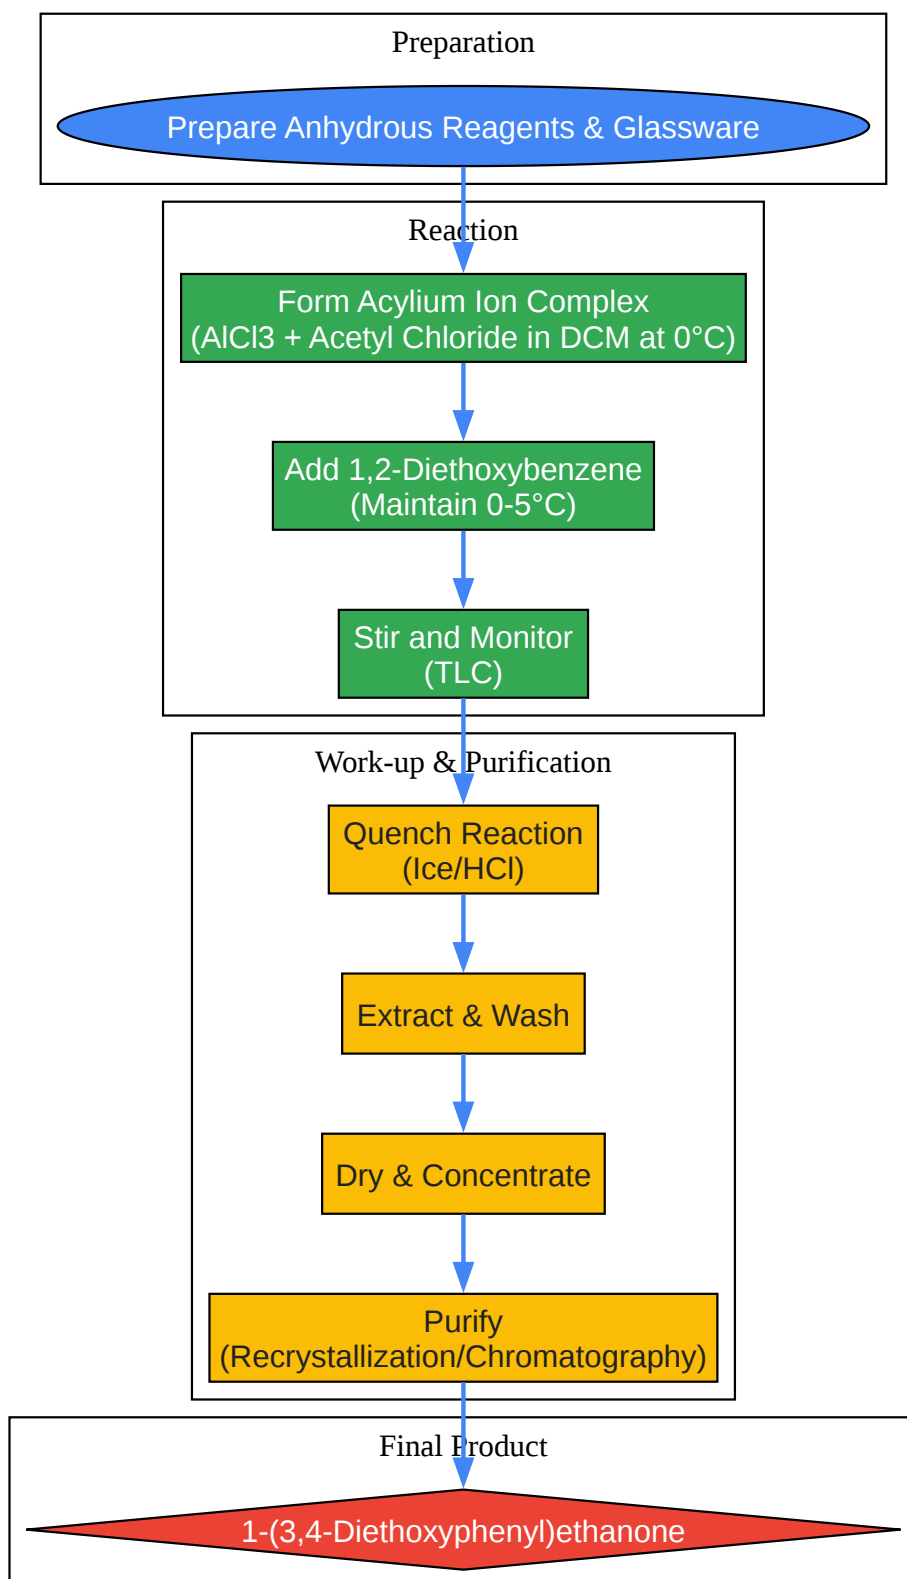 Preparation
Prepare Anhydrous Reagents & Glassware
Reaction
Form Acylium Ion Complex
(AlCl3 + Acetyl Chloride in DCM at 0°C)
Add 1,2-Diethoxybenzene
(Maintain 0-5°C)
Stir and Monitor
(TLC)
Work-up & Purification
Quench Reaction
(Ice/HCl)
Extract & Wash
Dry & Concentrate
Purify
(Recrystallization/Chromatography)
Final Product
1-(3,4-Diethoxyphenyl)ethanone